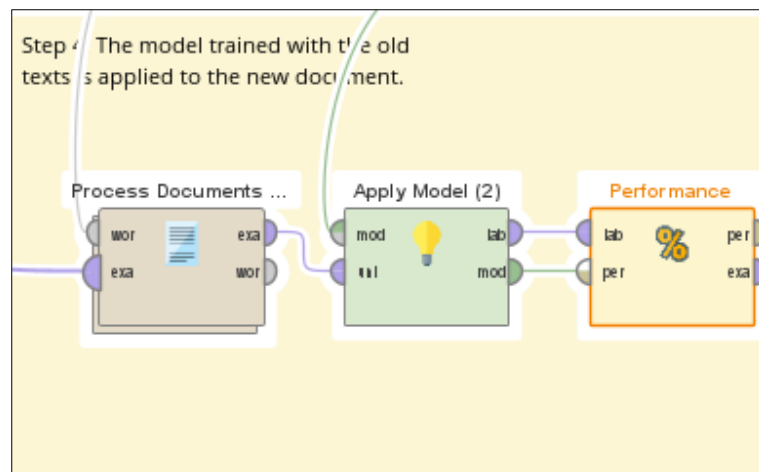 Step 4. The model trained with the old
texts is applied to the new document.
Process Documents ...
Apply Model (2)
Performance
wor
exa
exa
wor
mod
unl
lab
mod
lab
per
per
exa